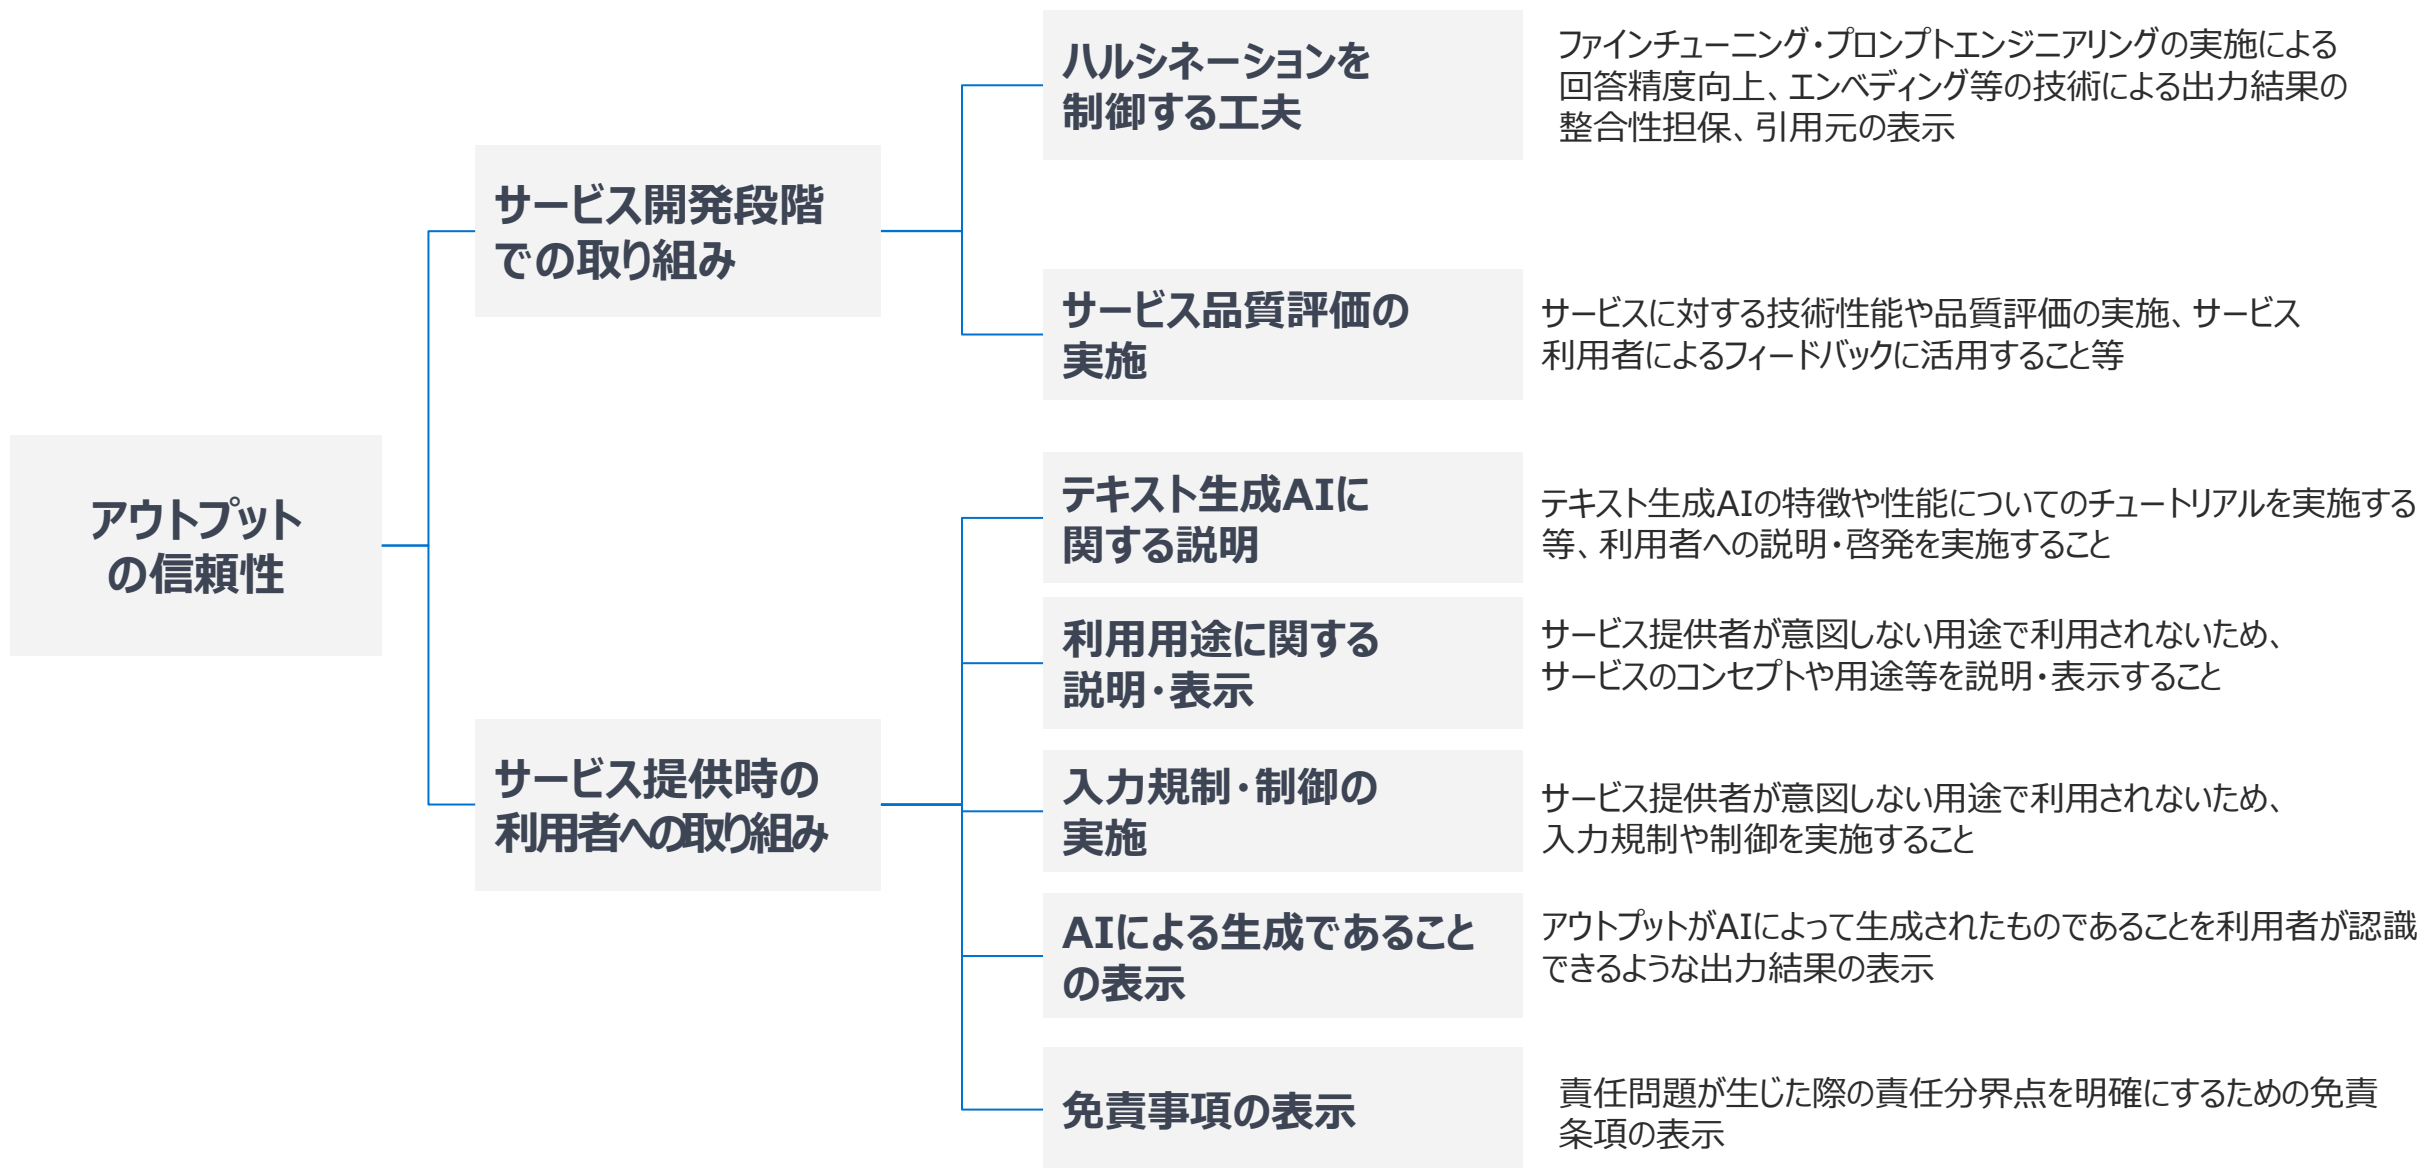 アウトプット
の信頼性
サービス開発段階
での取り組み
ハルシネーションを
制御する工夫
ファインチューニング・プロンプトエンジニアリングの実施による
回答精度向上、エンベディング等の技術による出力結果の
整合性担保、引用元の表示
サービス品質評価の
実施
サービスに対する技術性能や品質評価の実施、サービス
利用者によるフィードバックに活用すること等
サービス提供時の
利用者への取り組み
テキスト生成AIに
関する説明
テキスト生成AIの特徴や性能についてのチュートリアルを実施する
等、利用者への説明・啓発を実施すること
利用用途に関する
説明・表示
サービス提供者が意図しない用途で利用されないため、
サービスのコンセプトや用途等を説明・表示すること
入力規制・制御の
実施
サービス提供者が意図しない用途で利用されないため、
入力規制や制御を実施すること
AIによる生成であること
の表示
アウトプットがAIによって生成されたものであることを利用者が認識
できるような出力結果の表示
免責事項の表示
責任問題が生じた際の責任分界点を明確にするための免責
条項の表示